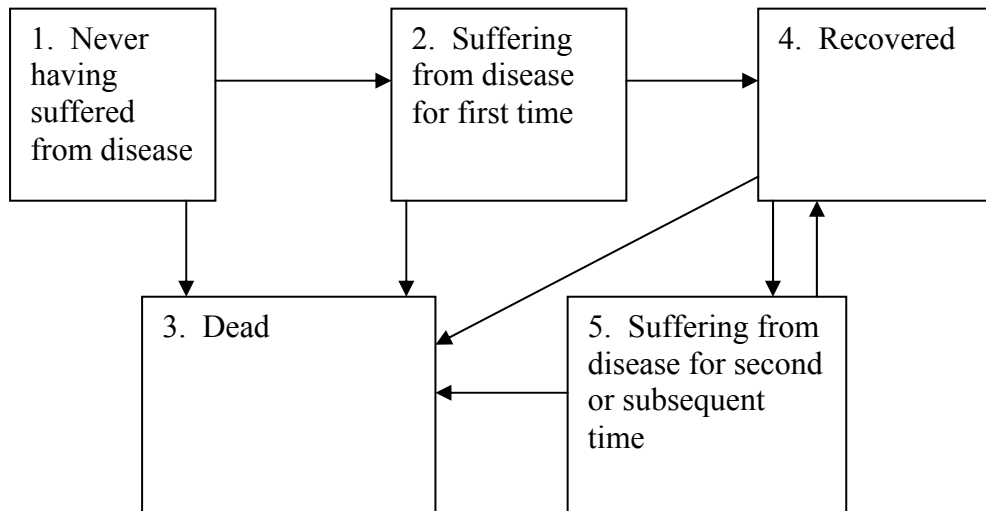 1. Never
having
suffered
from disease
2. Suffering
from disease
for first time
4. Recovered
3. Dead
5. Suffering from
disease for second
or subsequent
time